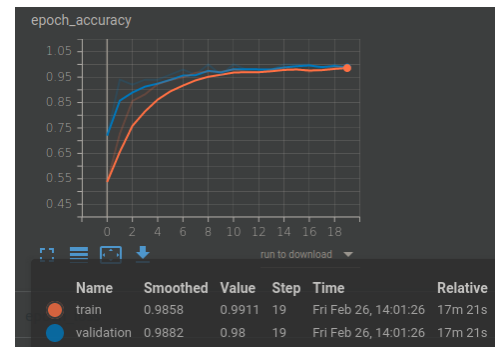 epoch_accuracy
1.05
0.95
0.85
0.75
0.65
0.55
0.45
0 2 4 6 8 10 12 14 16 18
run to download
Name Smoothed Value Step Time Relative
train 0.9858 0.9911 19 Fri Feb 26, 14:01:26 17m 21s
validation 0.9882 0.98 19 Fri Feb 26, 14:01:26 17m 21s